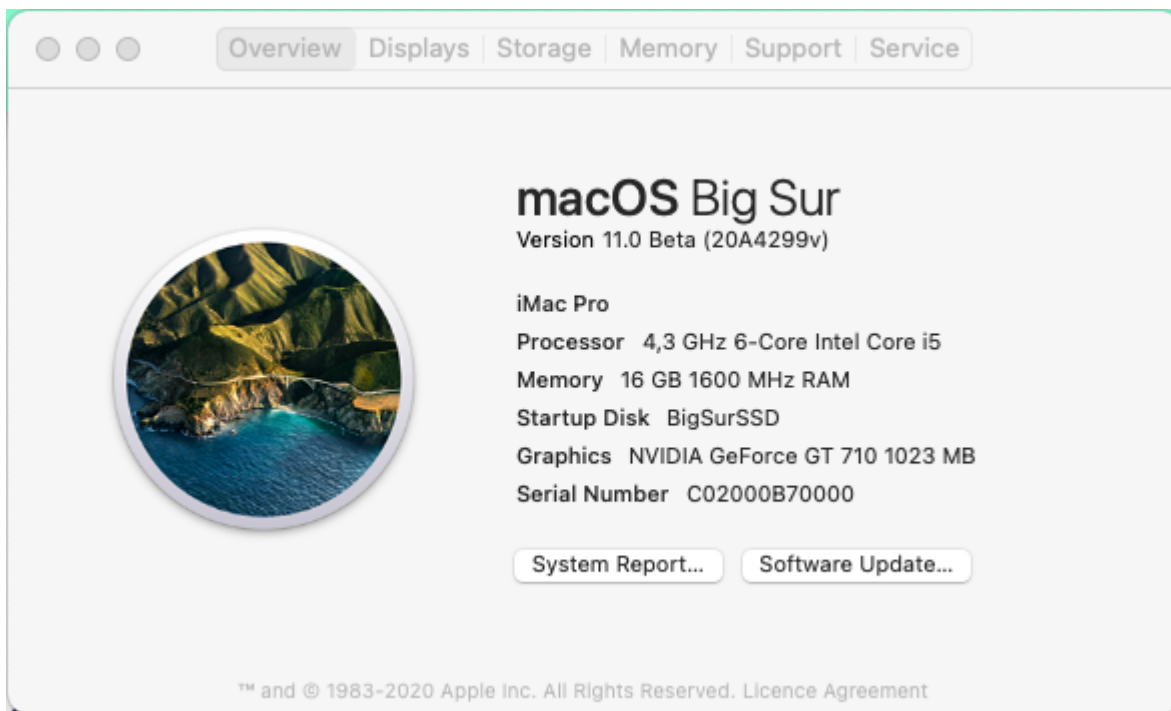 Overview Displays Storage Memory Support Service
macOS Big Sur
Version 11.0 Beta (20A4299v)
iMac Pro
Processor 4,3 GHz 6-Core Intel Core i5
Memory 16 GB 1600 MHz RAM
Startup Disk BigSurSSD
Graphics NVIDIA GeForce GT 710 1023 MB
Serial Number C02000B70000
System Report... Software Update...
™ and © 1983-2020 Apple Inc. All Rights Reserved. Licence Agreement